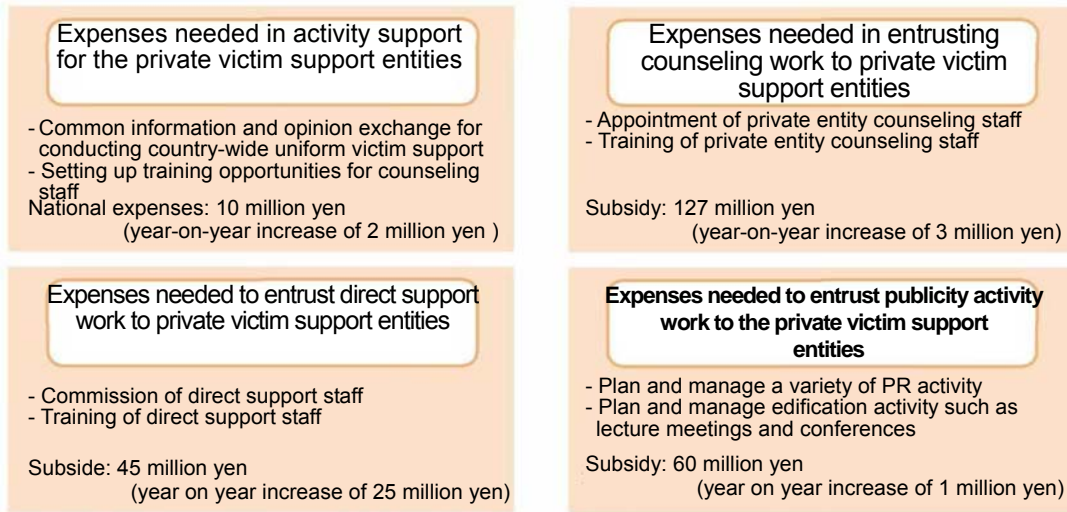 Expenses needed in activity support
for the private victim support entities
- Common information and opinion exchange for
conducting country-wide uniform victim support
- Setting up training opportunities for counseling
staff
National expenses: 10 million yen
(year-on-year increase of 2 million yen )
Expenses needed in entrusting
counseling work to private victim
support entities
- Appointment of private entity counseling staff
- Training of private entity counseling staff
Subsidy: 127 million yen
(year-on-year increase of 3 million yen)
Expenses needed to entrust direct support
work to private victim support entities
- Commission of direct support staff
- Training of direct support staff
Subside: 45 million yen
(year on year increase of 25 million yen)
Expenses needed to entrust publicity activity
work to the private victim support
entities
- Plan and manage a variety of PR activity
- Plan and manage edification activity such as
lecture meetings and conferences
Subsidy: 60 million yen
(year on year increase of 1 million yen)